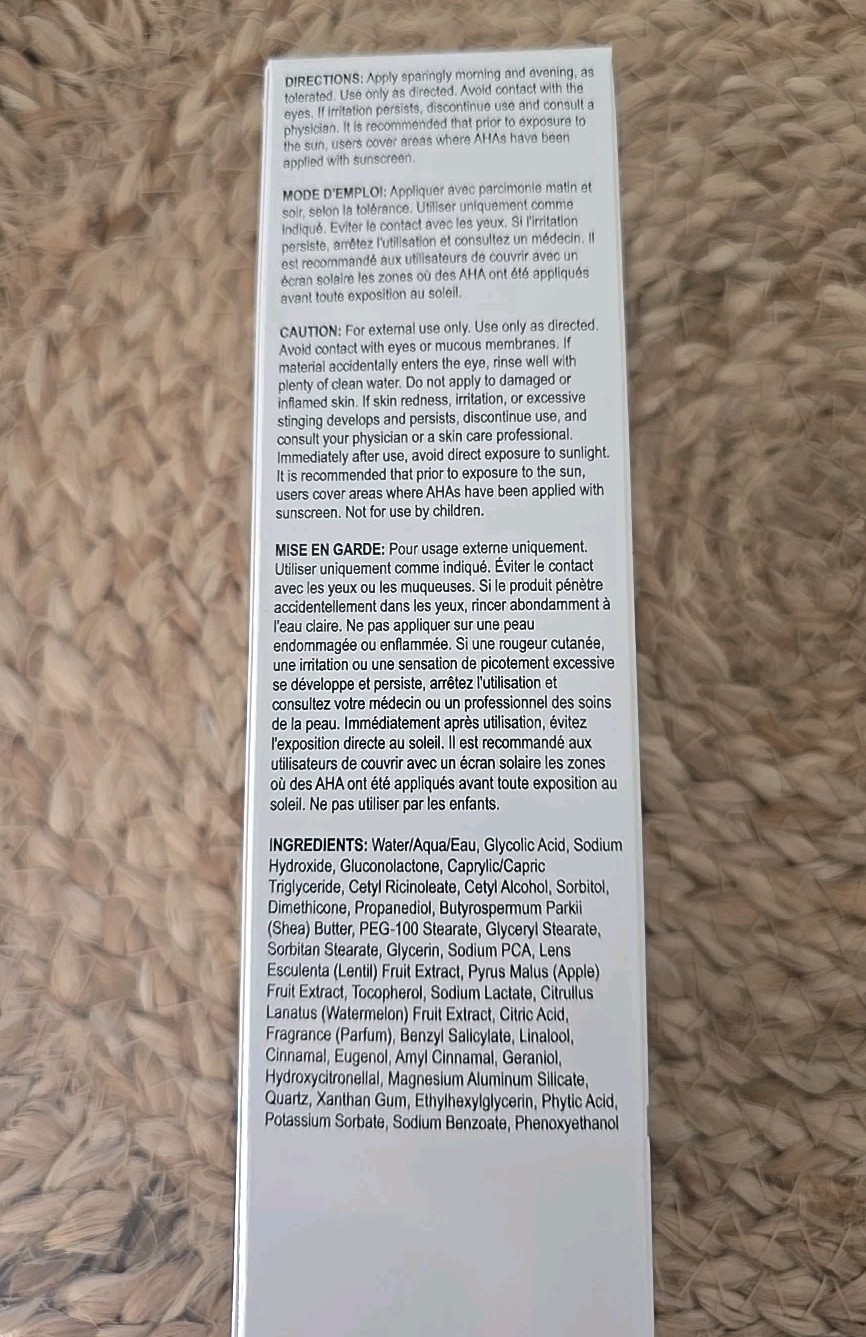 DIRECTIONS: Apply sparingly morning and evening, as
tolerated. Use only as directed. Avoid contact with the
eyes. If irritation persists, discontinue use and consult a
physician. It is recommended that prior to exposure to
the sun, users cover areas where AHAs have been
applied with sunscreen.
MODE D'EMPLOI: Appliquer avec parcimonie matin et
soir, selon la tolérance. Utiliser uniquement comme
indiqué. Eviter le contact avec les yeux. Si l'irritation
persiste, arrêtez l'utilisation et consultez un médecin. Il
est recommandé aux utilisateurs de couvrir avec un
écran solaire les zones où des AHA ont été appliqués
avant toute exposition au soleil.
CAUTION: For external use only. Use only as directed.
Avoid contact with eyes or mucous membranes. If
material accidentally enters the eye, rinse well with
plenty of clean water. Do not apply to damaged or
inflamed skin. If skin redness, irritation, or excessive
stinging develops and persists, discontinue use, and
consult your physician or a skin care professional.
Immediately after use, avoid direct exposure to sunlight.
It is recommended that prior to exposure to the sun,
users cover areas where AHAs have been applied with
sunscreen. Not for use by children.
MISE EN GARDE: Pour usage externe uniquement.
Utiliser uniquement comme indiqué. Éviter le contact
avec les yeux ou les muqueuses. Si le produit pénètre
accidentellement dans les yeux, rincer abondamment à
l'eau claire. Ne pas appliquer sur une peau
endommagée ou enflammée. Si une rougeur cutanée,
une irritation ou une sensation de picotement excessive
se développe et persiste, arrêtez l'utilisation et
consultez votre médecin ou un professionnel des soins
de la peau. Immédiatement après utilisation, évitez
l'exposition directe au soleil. Il est recommandé aux
utilisateurs de couvrir avec un écran solaire les zones
où des AHA ont été appliqués avant toute exposition au
soleil. Ne pas utiliser par les enfants.
INGREDIENTS: Water/Aqua/Eau, Glycolic Acid, Sodium
Hydroxide, Gluconolactone, Caprylic/Capric
Triglyceride, Cetyl Ricinoleate, Cetyl Alcohol, Sorbitol,
Dimethicone, Propanediol, Butyrospermum Parkii
(Shea) Butter, PEG-100 Stearate, Glyceryl Stearate,
Sorbitan Stearate, Glycerin, Sodium PCA, Lens
Esculenta (Lentil) Fruit Extract, Pyrus Malus (Apple)
Fruit Extract, Tocopherol, Sodium Lactate, Citrullus
Lanatus (Watermelon) Fruit Extract, Citric Acid,
Fragrance (Parfum), Benzyl Salicylate, Linalool,
Cinnamal, Eugenol, Amyl Cinnamal, Geraniol,
Hydroxycitronellal, Magnesium Aluminum Silicate,
Quartz, Xanthan Gum, Ethylhexylglycerin, Phytic Acid,
Potassium Sorbate, Sodium Benzoate, Phenoxyethanol